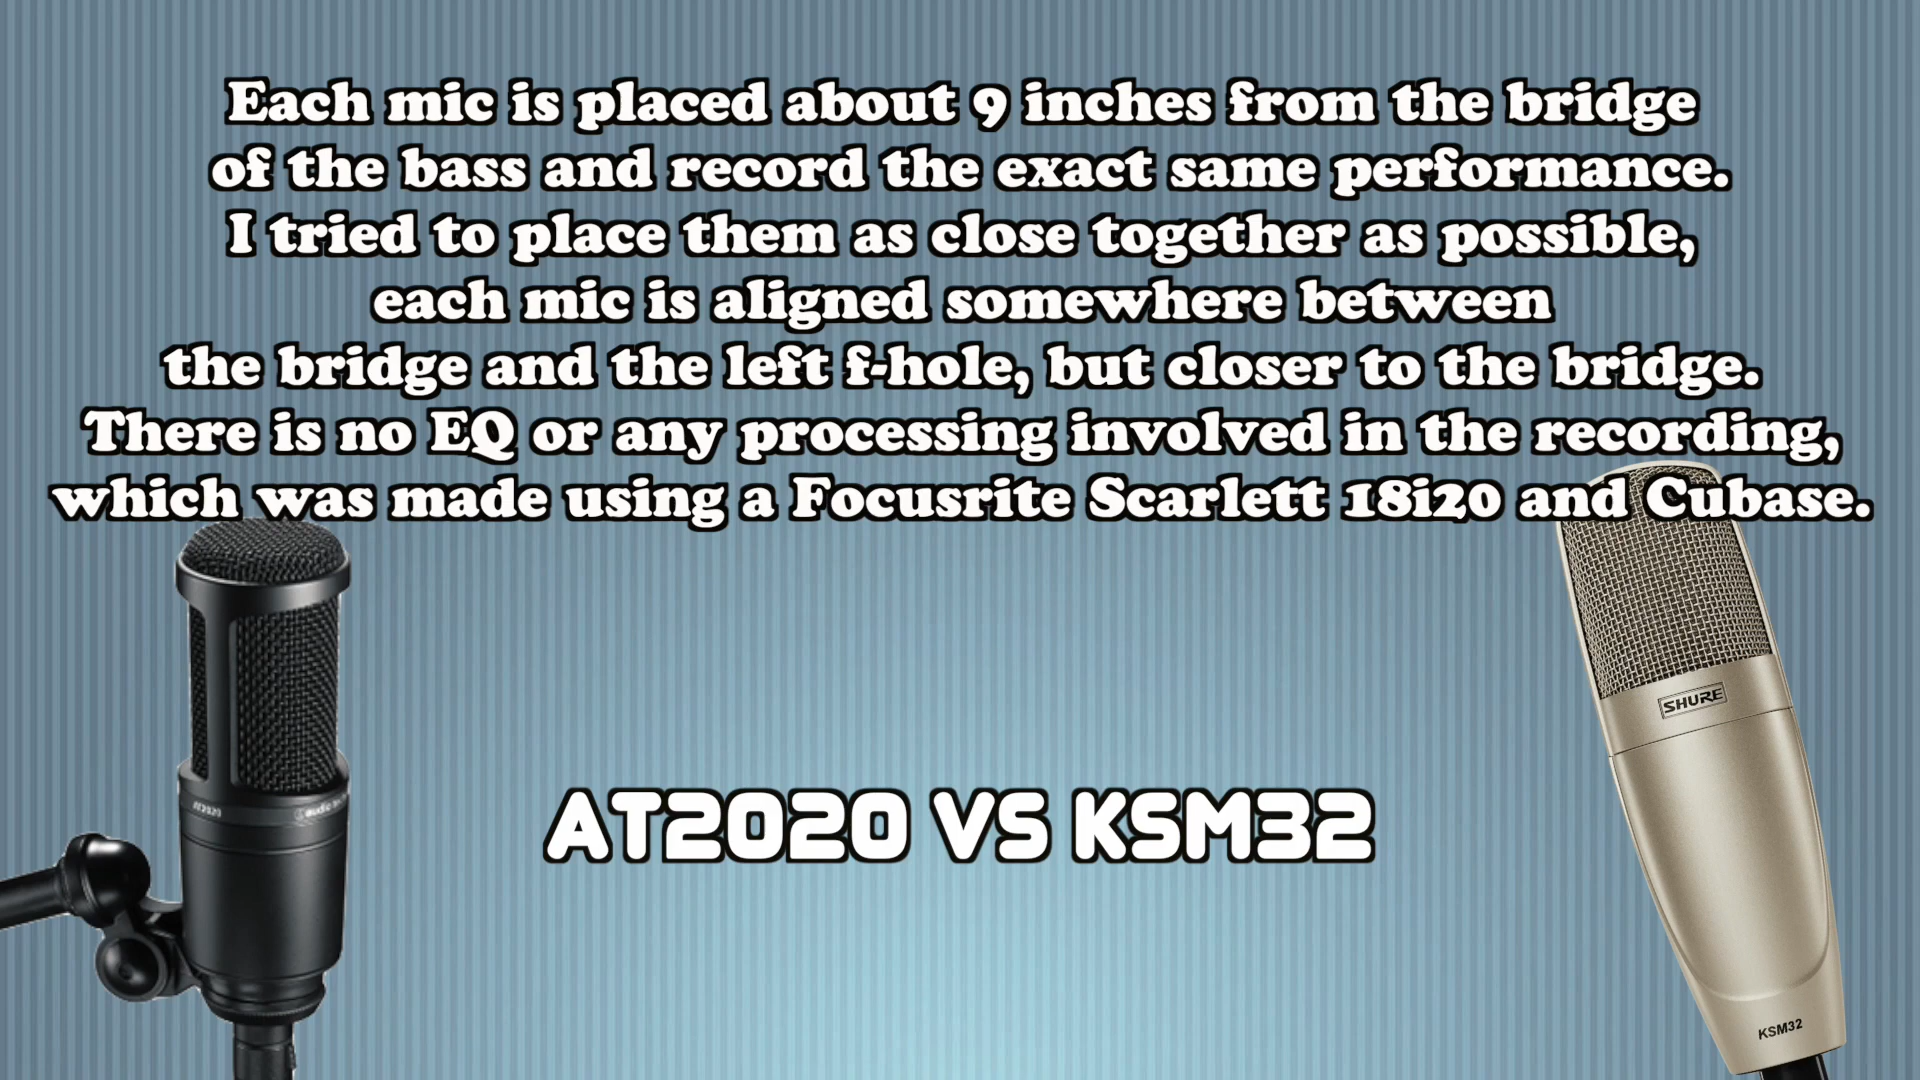 Each mic is placed about 9 inches from the bridge
of the bass and record the exact same performance.
I tried to place them as close together as possible,
each mic is aligned somewhere between
the bridge and the left f-hole, but closer to the bridge.
There is no EQ or any processing involved in the recording,
which was made using a Focusrite Scarlett 18i20 and Cubase.
SHURE
AT2020
AT2020 VS KSM32
KSM32